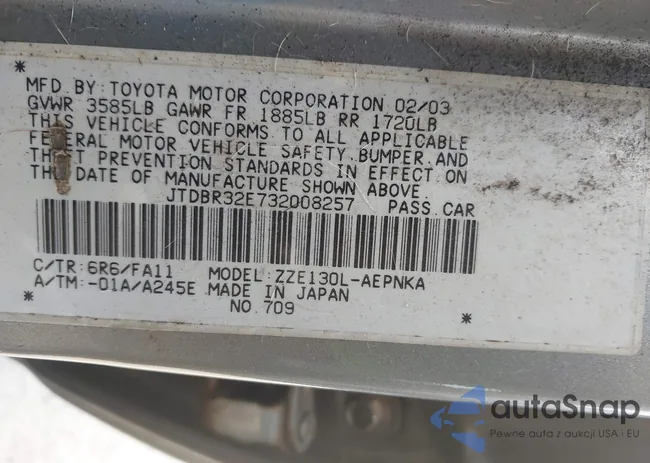 MFD.BY:TOYOTA MOTOR CORPORATION 02/03
GVWR 3585LB GAWR FR 1885LB RR 1720LB
THIS VEHICLE CONFORMS TO ALL APPLICABLE
FEDERAL MOTOR VEHICLE SAFETY,BUMPER,AND
THEFT PREVENTION STANDARDS IN EFFECT ON
THE DATE OF MANUFACTURE SHOWN ABOVE.
JTDBR32E732008257 PASS.CAR
C/TR:6R6/FA11 MODEL:ZZE130L-AEPNKA
A/TM:-01A/A245E MADE IN JAPAN
NO.709
autaSnap
Pewne auta z aukcji USA i EU